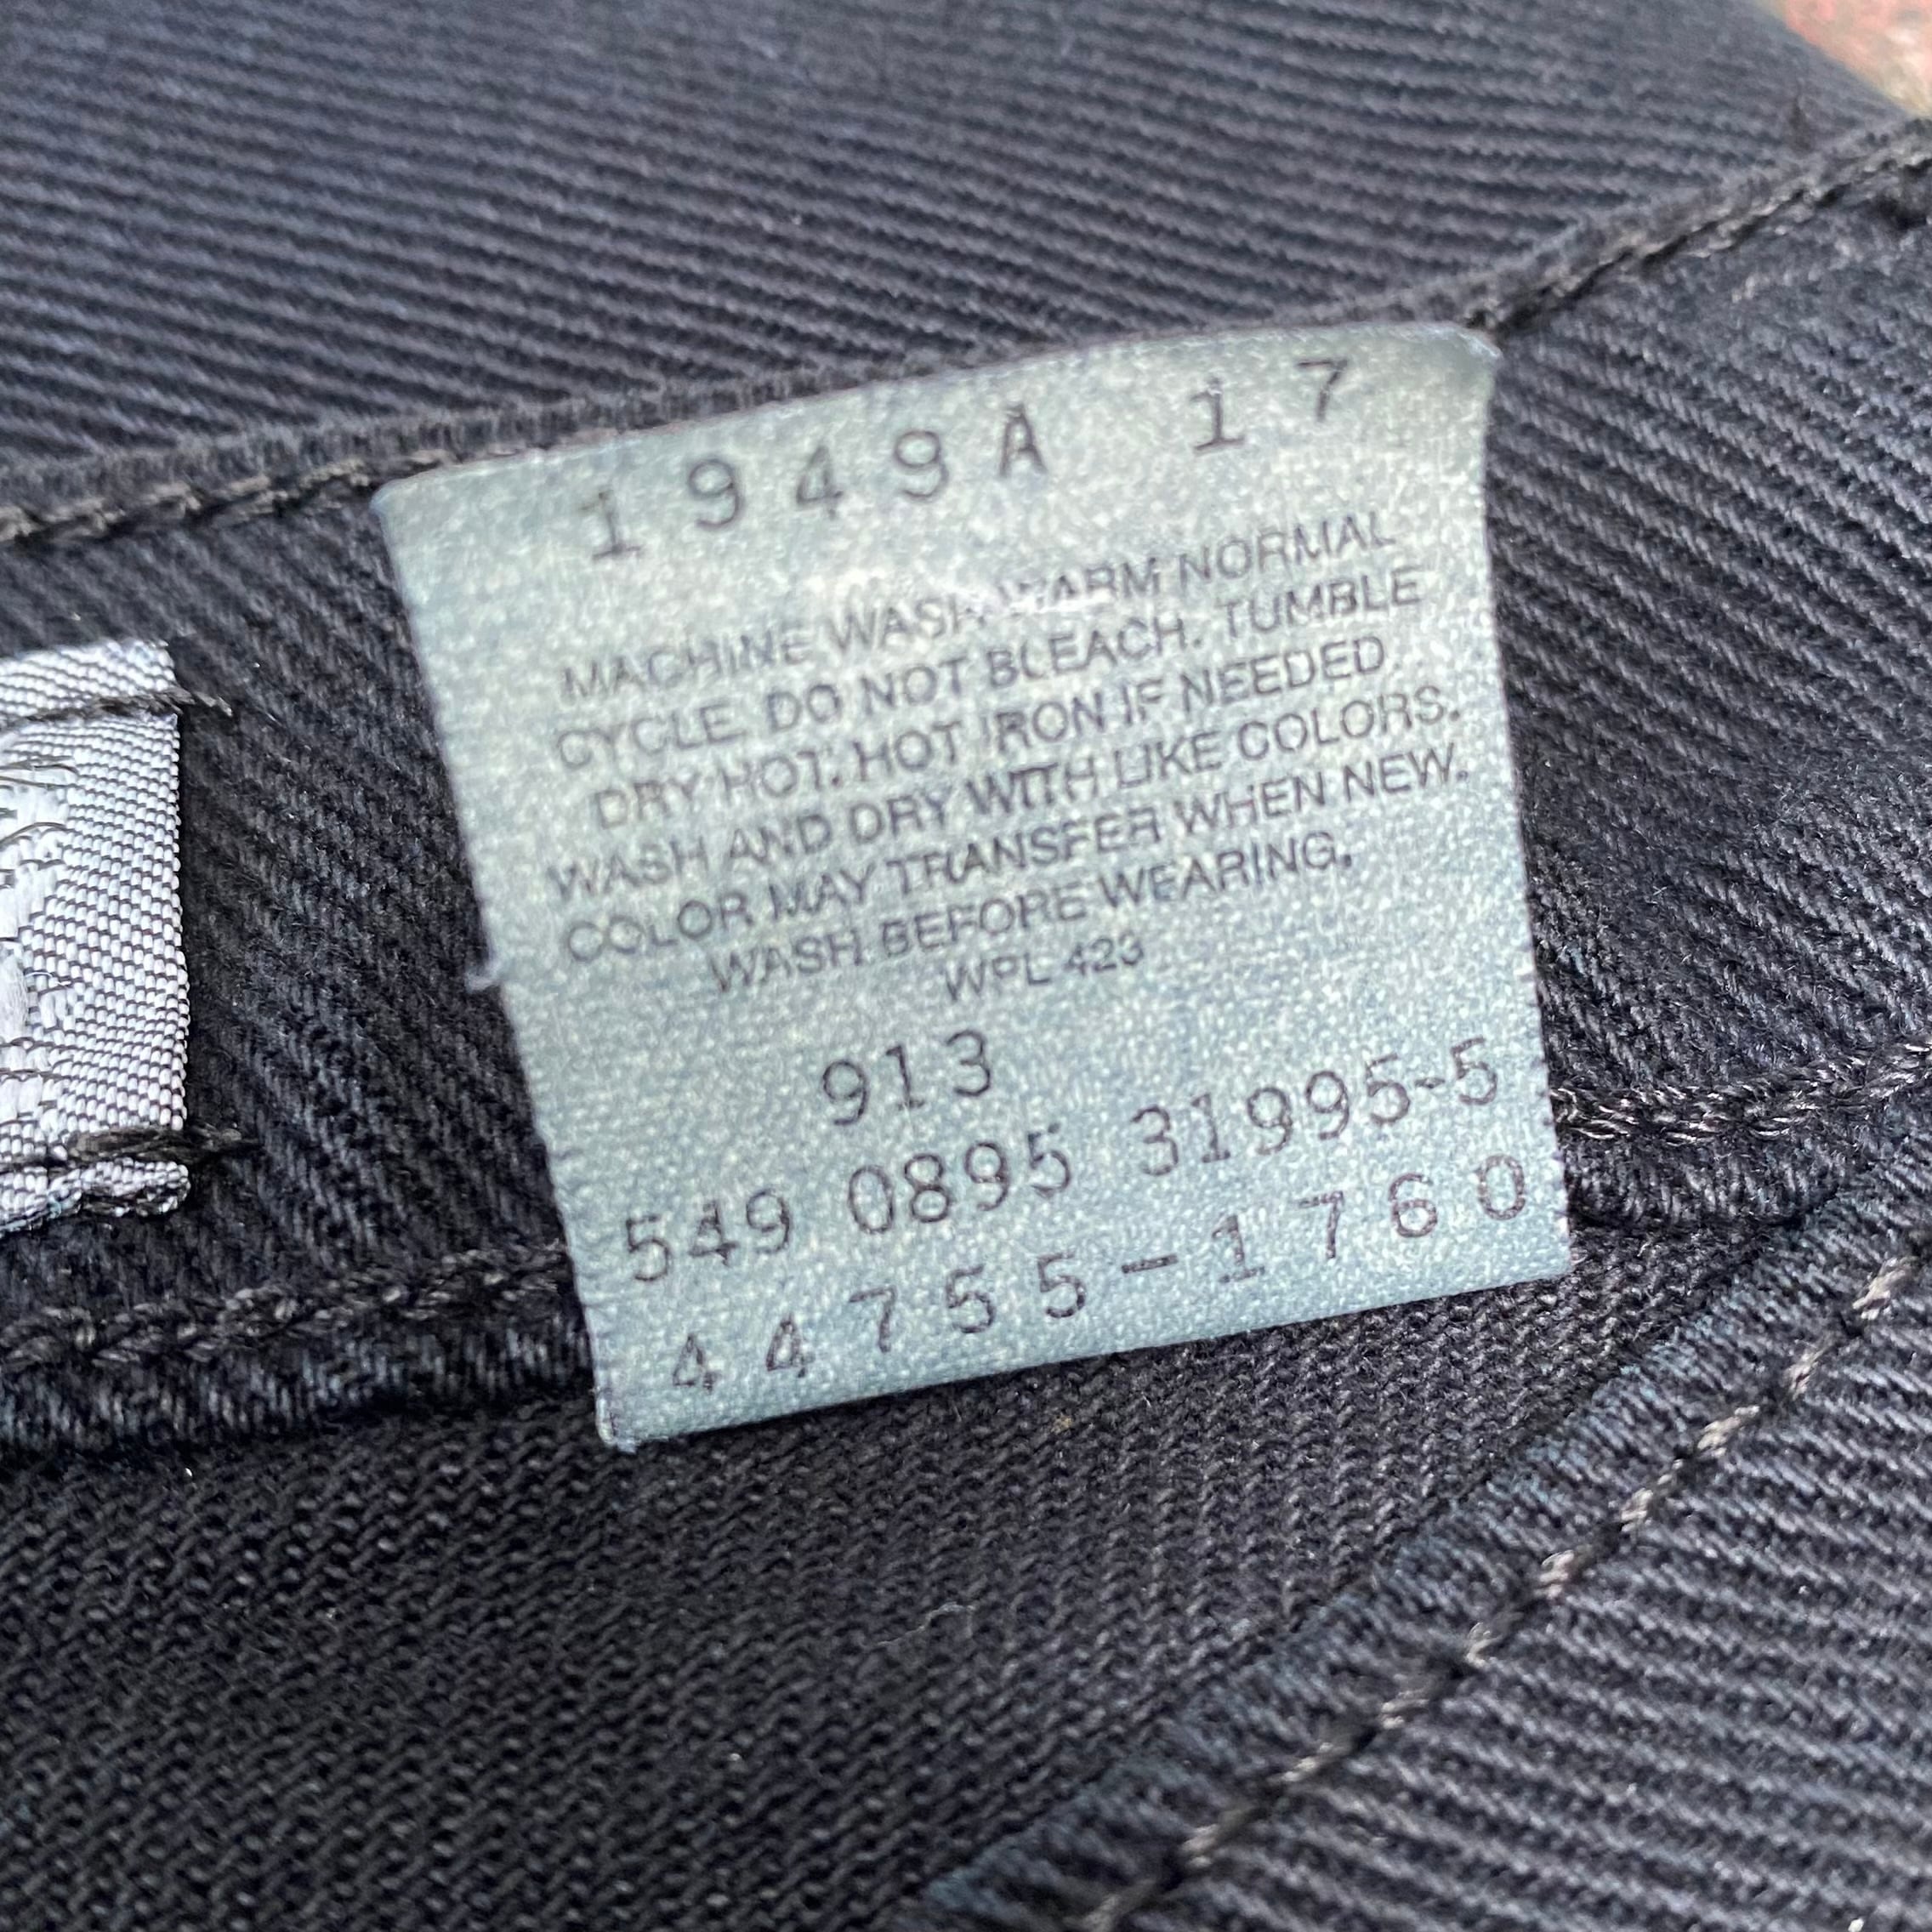 1949A 17
MACHINE WASH WARM NORMAL
CYCLE. DO NOT BLEACH. TUMBLE
DRY HOT. HOT IRON IF NEEDED.
WASH AND DRY WITH LIKE COLORS.
COLOR MAY TRANSFER WHEN NEW.
WASH BEFORE WEARING.
WPL 423
913
549 0895 31995-5
44755-1760